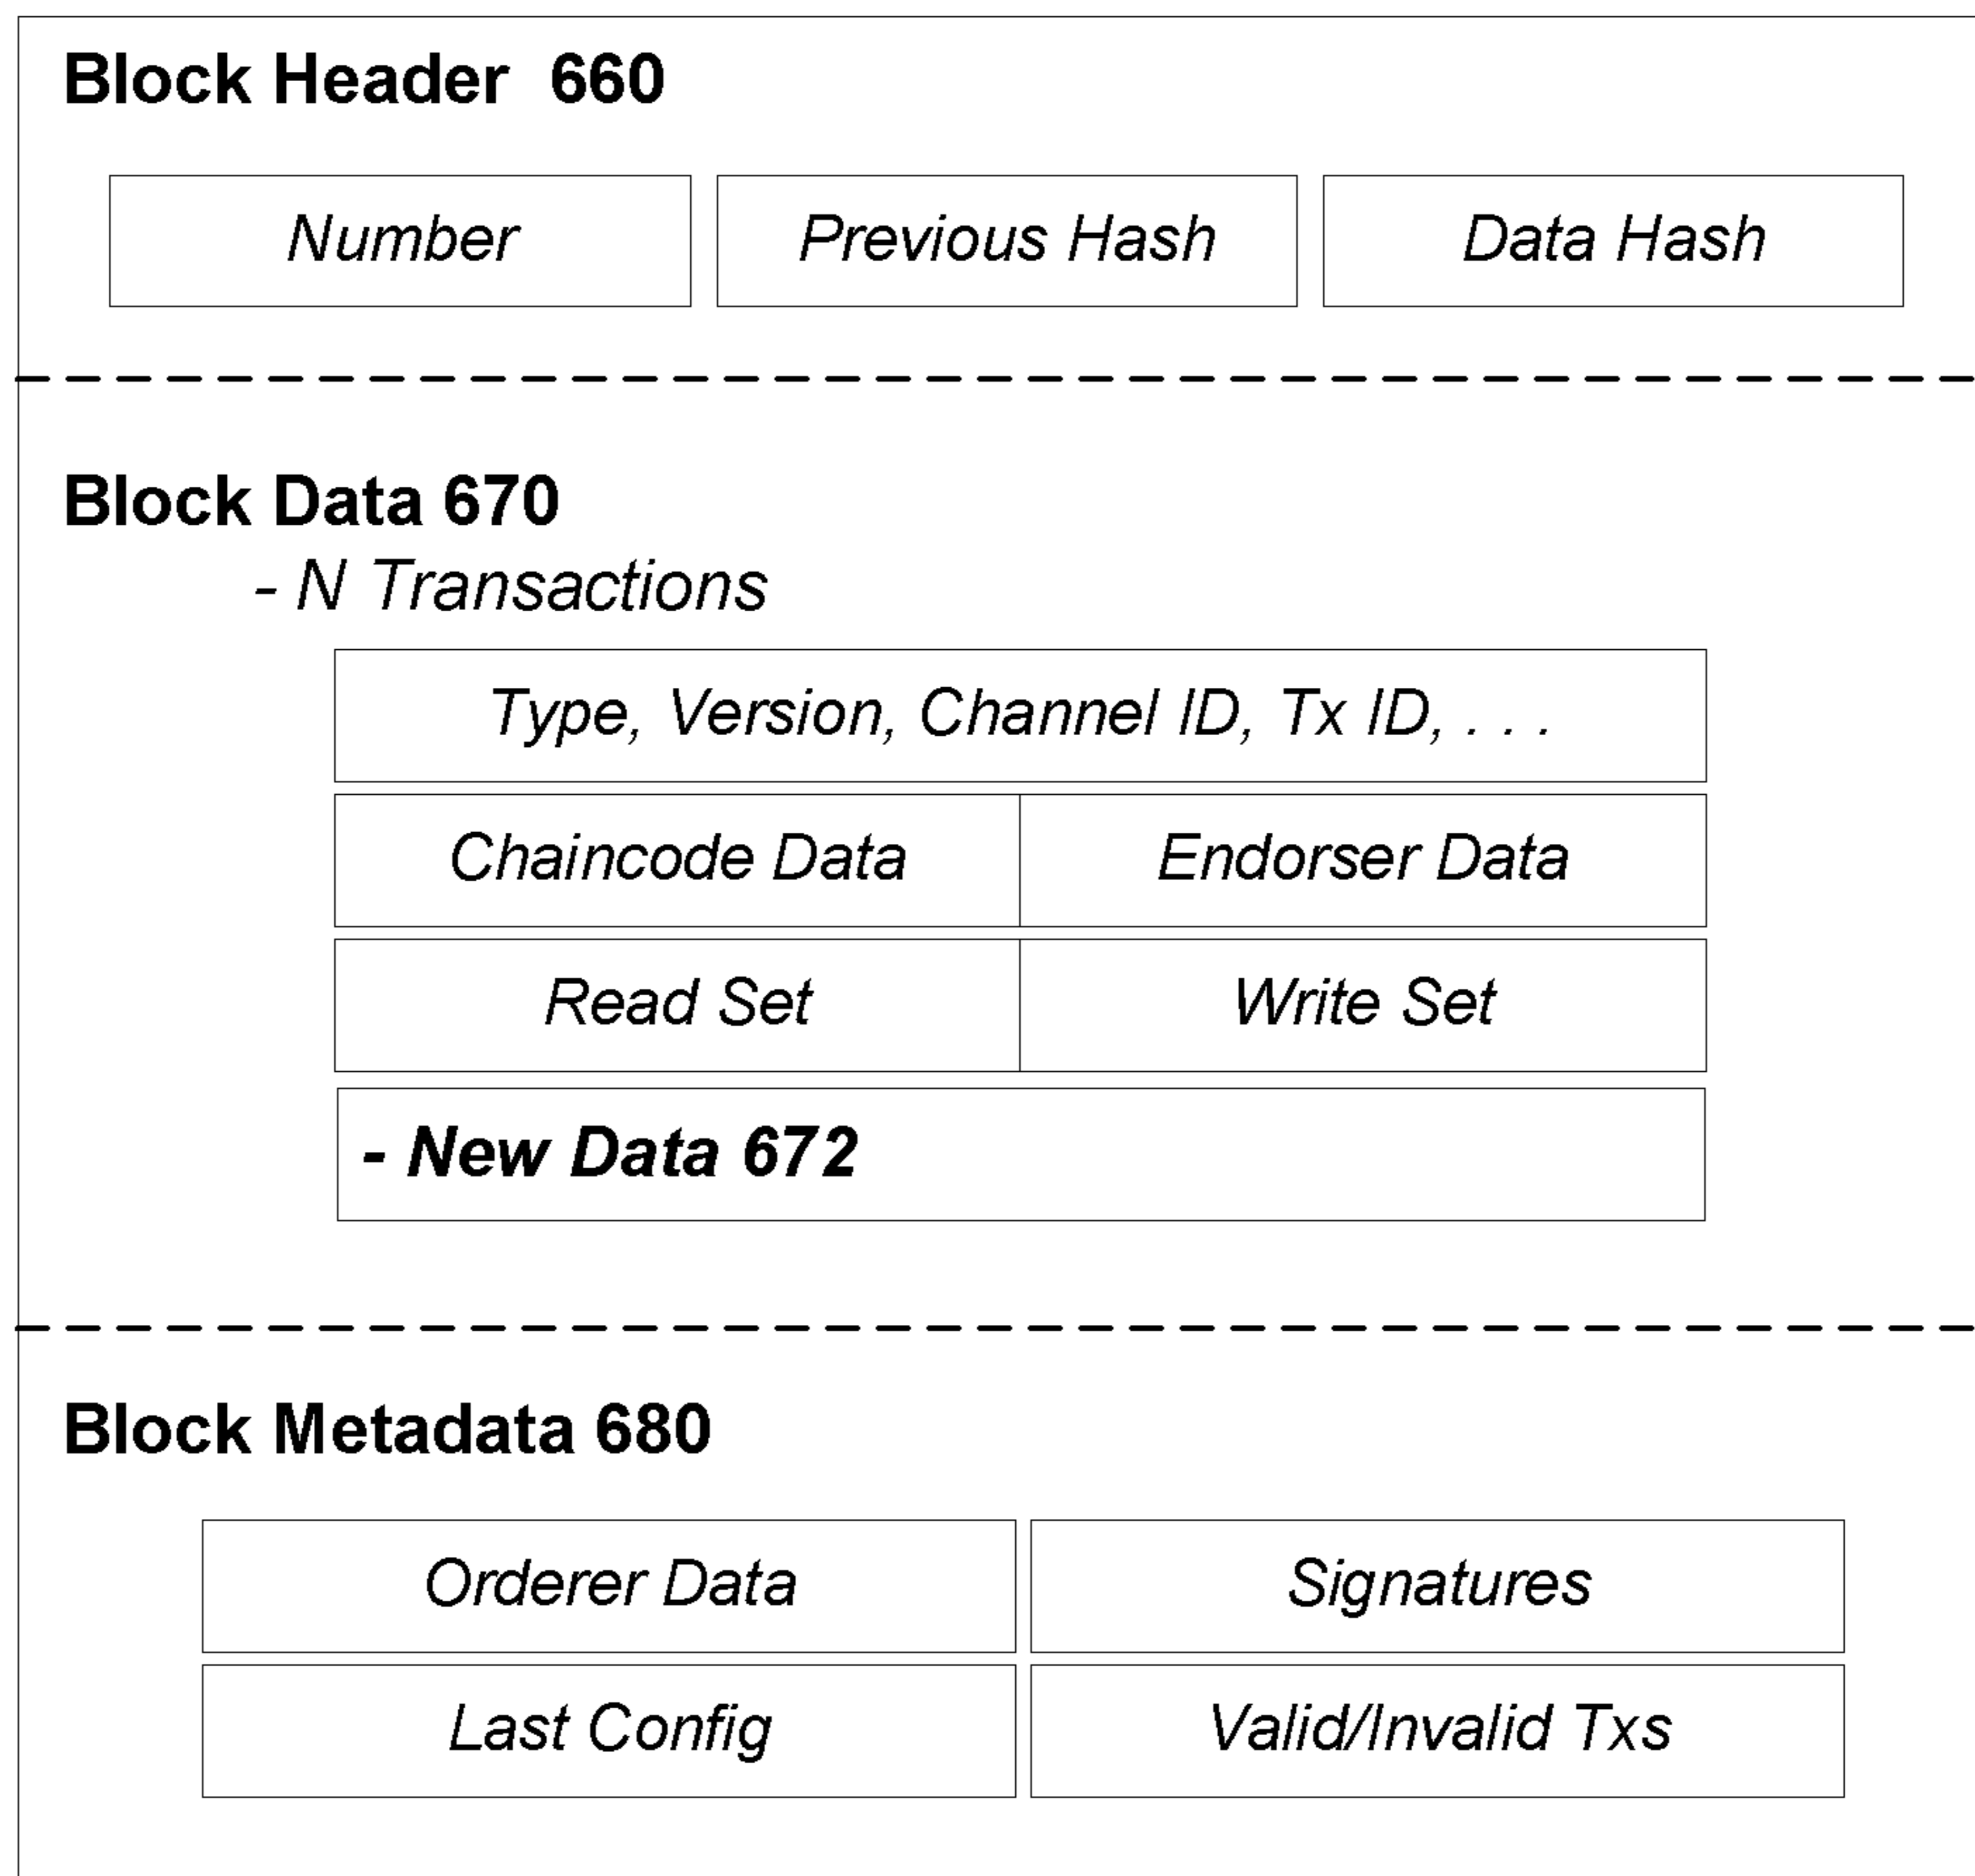 Block Header 660
Number Previous Hash Data Hash
Block Data 670
- N Transactions
Type, Version, Channel ID, Tx ID, . . .
Chaincode Data Endorser Data
Read Set Write Set
- New Data 672
Block Metadata 680
Orderer Data Signatures
Last Config Valid/Invalid Txs